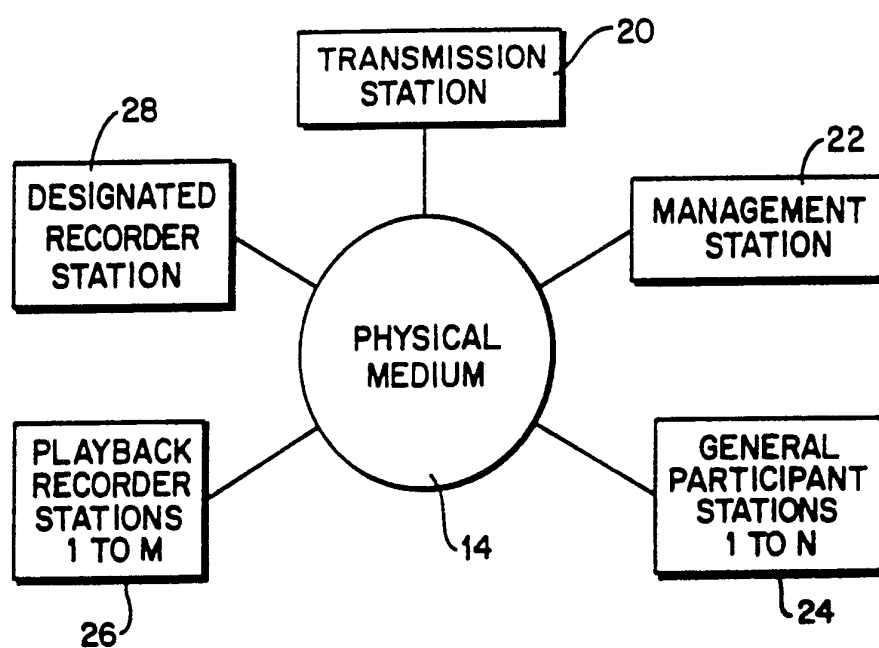 20
TRANSMISSION
STATION
28
DESIGNATED
RECORDER
STATION
22
MANAGEMENT
STATION
PHYSICAL
MEDIUM
PLAYBACK
RECORDER
STATIONS
1 TO M
GENERAL
PARTICIPANT
STATIONS
1 TO N
14
26
24